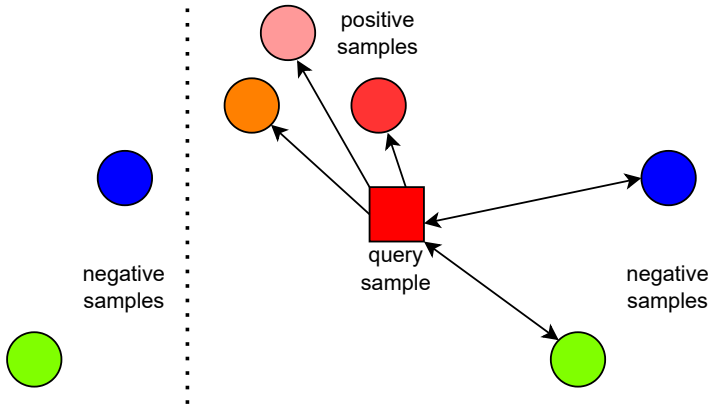 positive
samples
query
sample
negative
samples
negative
samples